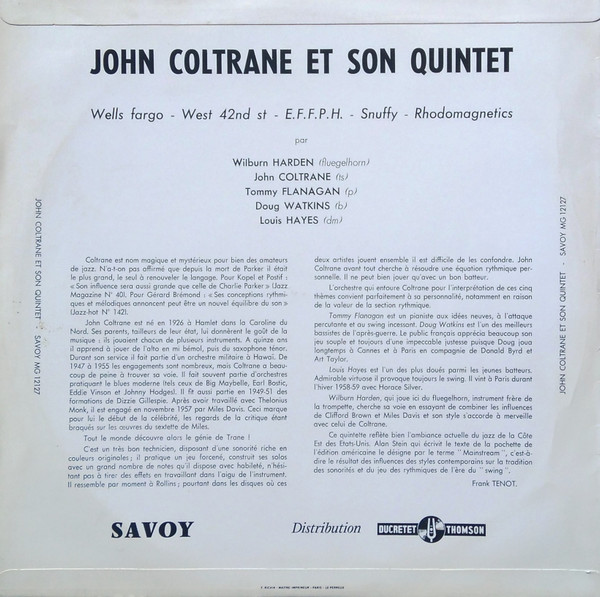 JOHN COLTRANE ET SON QUINTET
Wells fargo - West 42nd st - E.F.F.P.H. - Snuffy - Rhodomagnetics
par
Wilburn HARDEN (fluegelhorn)
John COLTRANE (ts)
Tommy FLANAGAN (p)
Doug WATKINS (b)
Louis HAYES (dm)
JOHN COLTRANE ET SON QUINTET - SAVOY MG 12127
Coltrane est nom magique et mystérieux pour bien des amateurs
de jazz. N'a-t-on pas affirmé que depuis la mort de Parker il était
le plus grand, le seul à renouveler le langage. Pour Kopel et Postif :
« Son influence sera aussi grande que celle de Charlie Parker » (Jazz
Magazine N° 40). Pour Gérard Brémond : « Ses conceptions rythmi-
ques et mélodiques annoncent peut être un nouvel équilibre du son »
(Jazz-hot N° 142).
John Coltrane est né en 1926 à Hamlet dans la Caroline du
Nord. Ses parents, tailleurs de leur état, lui donnèrent le goût de la
musique : ils jouaient chacun de plusieurs instruments. A quinze ans
il apprend à jouer de l'alto en mi bémol, puis du saxophone ténor.
Durant son service il fait partie d'un orchestre militaire à Hawaï. De
1947 à 1955 les engagements sont nombreux, mais Coltrane a beau-
coup de peine à trouver sa voie. Il fait souvent partie d'orchestres
pratiquant le blues moderne (tels ceux de Big Maybelle, Earl Bostic,
Eddie Vinson et Johnny Hodges). Il fit aussi partie en 1949-51 des
formations de Dizzie Gillespie. Après avoir travaillé avec Thelonius
Monk, il est engagé en novembre 1957 par Miles Davis. Ceci marque
pour lui le début de la célébrité, les regards de la critique étant
braqués sur les œuvres du sextette de Miles.
Tout le monde découvre alors le génie de Trane !
C'est un très bon technicien, disposant d'une sonorité riche en
couleurs originales ; il pratique un jeu forcené, construit ses solos
avec un grand nombre de notes qu'il dispose avec habileté, n'hési-
tant pas à tirer des effets en travaillant dans l'aigu de l'instrument.
Il ressemble par moment à Rollins ; pourtant dans les disques où ces
deux artistes jouent ensemble il est difficile de les confondre. John
Coltrane avant tout cherche à résoudre une équation rythmique per-
sonnelle. Il ne peut bien jouer qu'avec un bon batteur.
L'orchestre qui entoure Coltrane pour l'interprétation de ces cinq
thèmes convient parfaitement à sa personnalité, notamment en raison
de la valeur de la section rythmique.
Tommy Flanagan est un pianiste aux idées neuves, à l'attaque
percutante et au swing incessant. Doug Watkins est l'un des meilleurs
bassistes de l'après-guerre. Le public français apprécia beaucoup son
jeu souple et toujours d'une impeccable justesse puisque Doug joua
longtemps à Cannes et à Paris en compagnie de Donald Byrd et
Art Taylor.
Louis Hayes est l'un des plus doués parmi les jeunes batteurs.
Admirable virtuose il provoque toujours le swing. Il vint à Paris durant
l'hiver 1958-59 avec Horace Silver.
Wilburn Harden, qui joue ici du fluegelhorn, instrument frère de
la trompette, cherche sa voie en essayant de combiner les influences
de Clifford Brown et Miles Davis et son style s'accorde à merveille
avec celui de Coltrane.
Ce quintette reflète bien l'ambiance actuelle du jazz de la Côte
Est des Etats-Unis. Alan Stein qui écrivit le texte de la pochette de
l'édition américaine le désigne par le terme " Mainstream ", c'est-à-
dire le résultat des influences des styles contemporains sur la tradition
des sonorités et du jeu des rythmiques de l'ère du " swing ".
Frank TENOT.
JOHN COLTRANE ET SON QUINTET - SAVOY MG 12127
SAVOY
Distribution
DUCRETET THOMSON